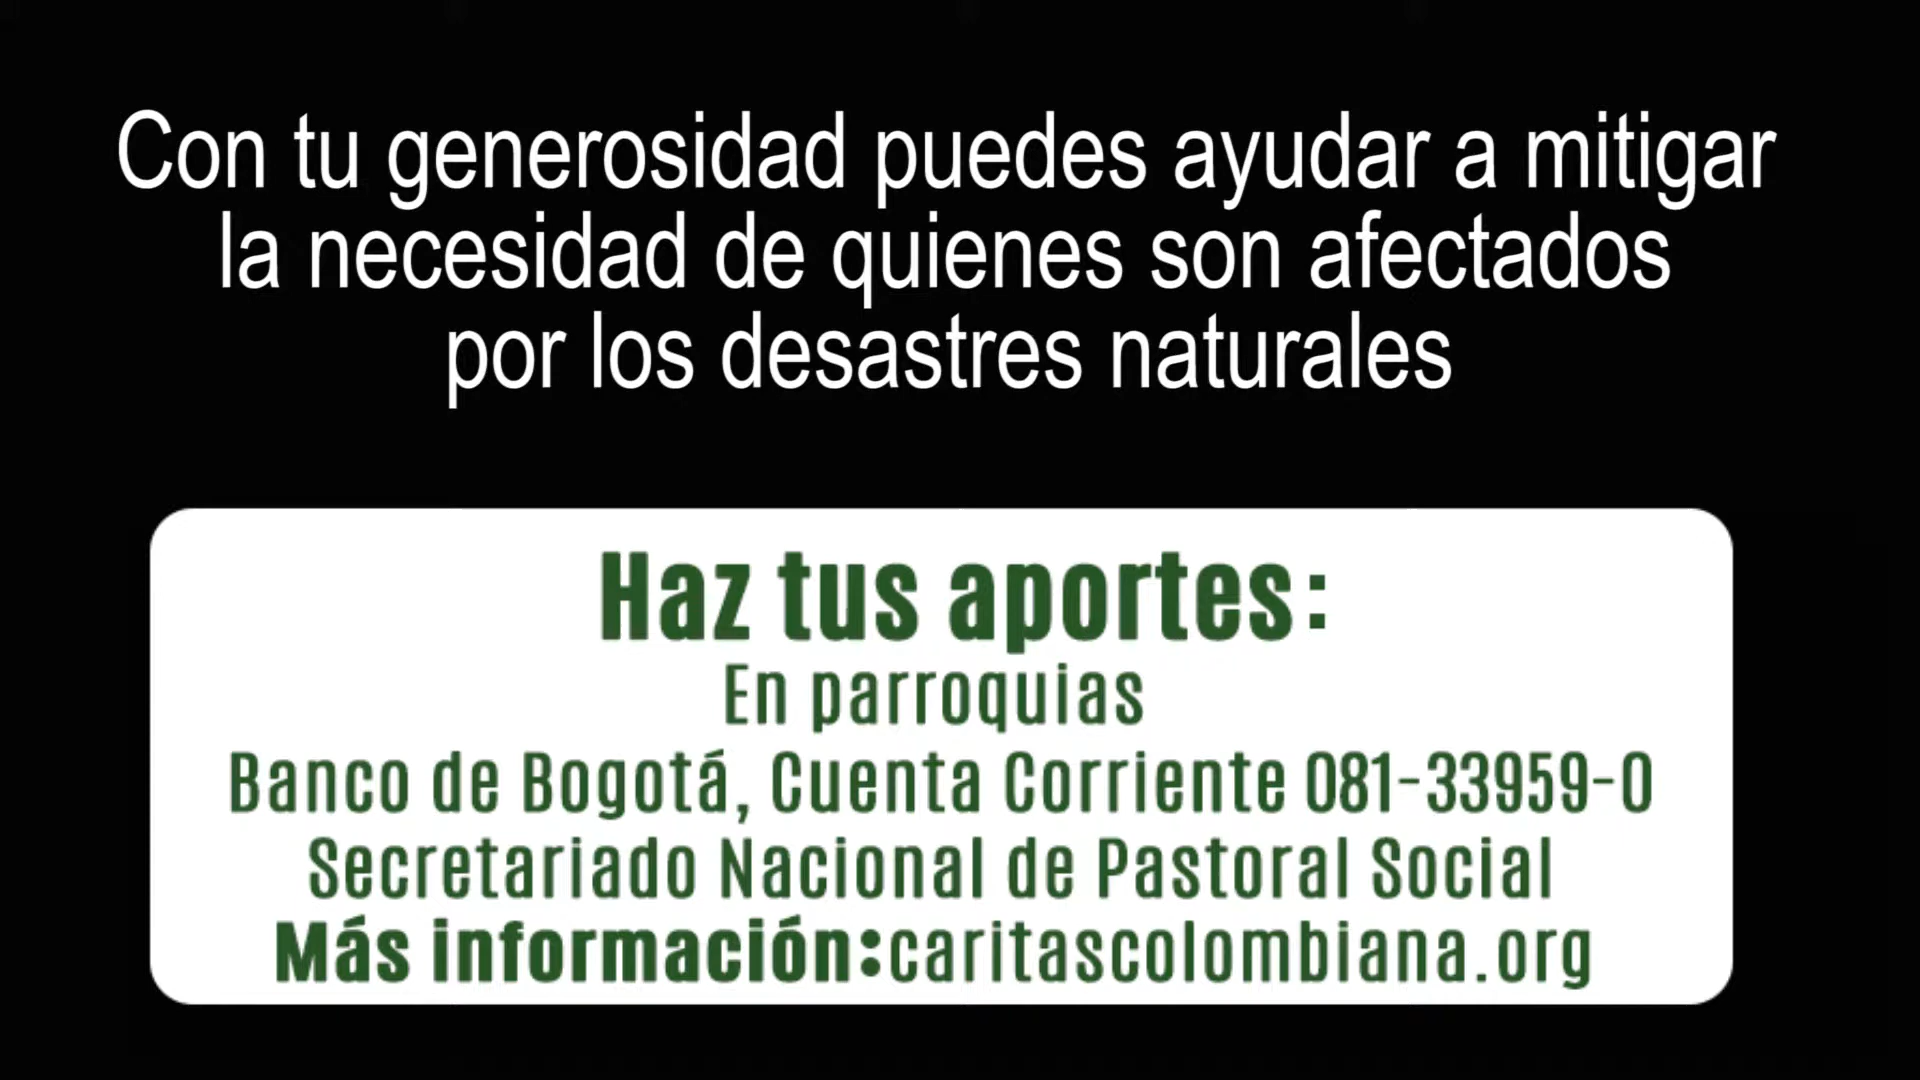 Con tu generosidad puedes ayudar a mitigar
la necesidad de quienes son afectados
por los desastres naturales
Haz tus aportes:
En parroquias
Banco de Bogotá, Cuenta Corriente 081-33959-0
Secretariado Nacional de Pastoral Social
Más información:caritascolombiana.org